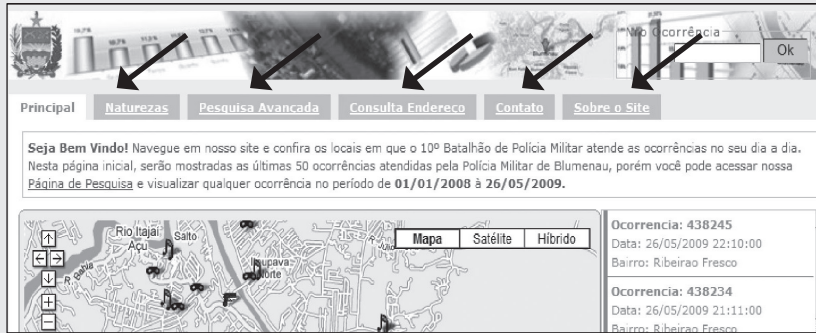 No Ocorrência
Ok
Principal
Naturezas
Pesquisa Avançada
Consulta Endereço
Contato
Sobre o Site
Seja Bem Vindo! Navegue em nosso site e confira os locais em que o 10º Batalhão de Polícia Militar atende as ocorrências no seu dia a dia.
Nesta página inicial, serão mostradas as últimas 50 ocorrências atendidas pela Polícia Militar de Blumenau, porém você pode acessar nossa
Página de Pesquisa e visualizar qualquer ocorrência no período de 01/01/2008 à 26/05/2009.
Rio Itajaí
Açu
Salto
R. Bahia
Norte
Mapa
Satélite
Híbrido
Ocorrencia: 438245
Data: 26/05/2009 22:10:00
Bairro: Ribeirao Fresco
Ocorrencia: 438234
Data: 26/05/2009 21:11:00
Bairro: Ribeirao Fresco